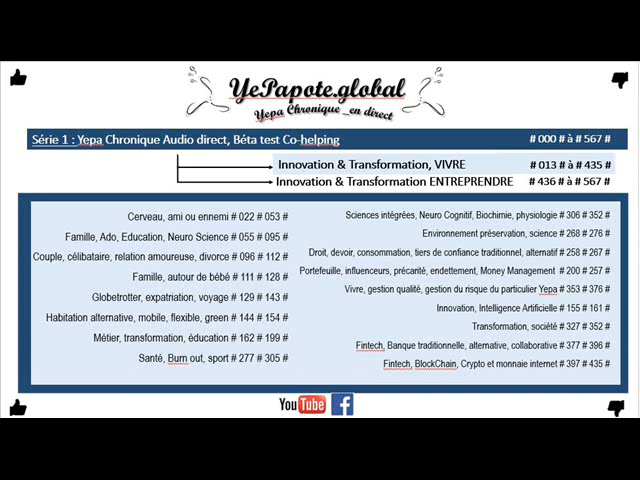 YePapote.global
Yepa Chronique _en direct
Série 1 : Yepa Chronique Audio direct, Béta test Co-helping # 000 # à # 567 #
Innovation & Transformation, VIVRE # 013 # à # 435 #
Innovation & Transformation ENTREPRENDRE # 436 # à # 567 #
Cerveau, ami ou ennemi # 022 # 053 #
Famille, Ado, Education, Neuro Science # 055 # 095 #
Couple, célibataire, relation amoureuse, divorce # 096 # 112 #
Famille, autour de bébé # 111 # 128 #
Globetrotter, expatriation, voyage # 129 # 143 #
Habitation alternative, mobile, flexible, green # 144 # 154 #
Métier, transformation, éducation # 162 # 199 #
Santé, Burn out, sport # 277 # 305 #
Sciences intégrées, Neuro Cognitif, Biochimie, physiologie # 306 # 352 #
Environnement préservation, science # 268 # 276 #
Droit, devoir, consommation, tiers de confiance traditionnel, alternatif # 258 # 267 #
Portefeuille, influenceurs, précarité, endettement, Money Management # 200 # 257 #
Vivre, gestion qualité, gestion du risque du particulier Yepa # 353 # 376 #
Innovation, Intelligence Artificielle # 155 # 161 #
Transformation, société # 327 # 352 #
Fintech, Banque traditionnelle, alternative, collaborative # 377 # 396 #
Fintech, BlockChain, Crypto et monnaie internet # 397 # 435 #
YouTube f